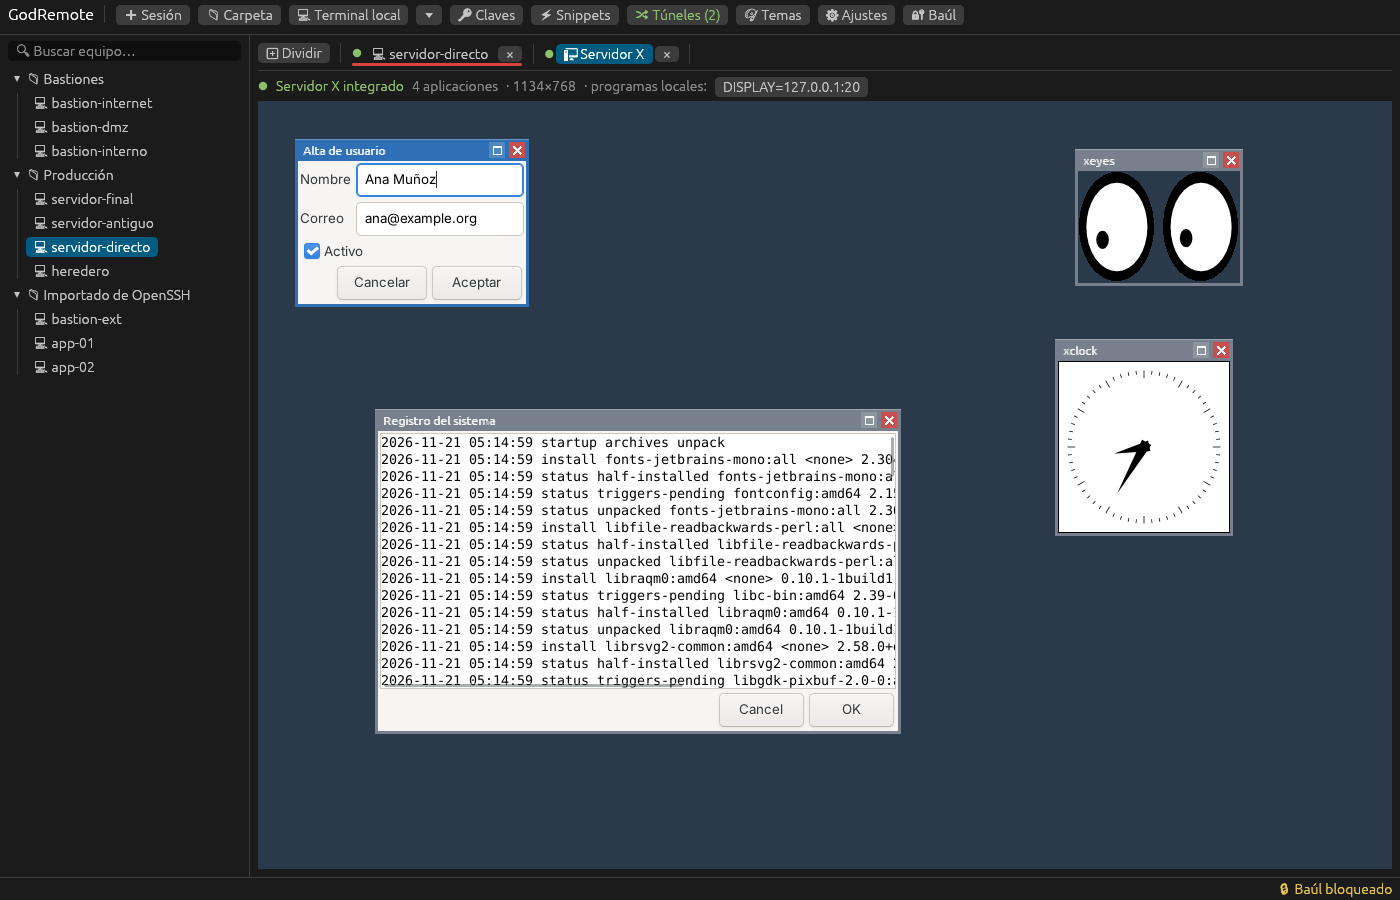 GodRemote
+ Sesión
Carpeta
Terminal local
Claves
Snippets
Túneles (2)
Temas
Ajustes
Baúl
Buscar equipo…
Bastiones
bastion-internet
bastion-dmz
bastion-interno
Producción
servidor-final
servidor-antiguo
servidor-directo
heredero
Importado de OpenSSH
bastion-ext
app-01
app-02
Dividir
servidor-directo
Servidor X
Servidor X integrado 4 aplicaciones · 1134×768 · programas locales: DISPLAY=127.0.0.1:20
Alta de usuario
Nombre Ana Muñoz
Correo ana@example.org
Activo
Cancelar Aceptar
xeyes
xclock
Registro del sistema
2026-11-21 05:14:59 startup archives unpack
2026-11-21 05:14:59 install fonts-jetbrains-mono:all <none> 2.30
2026-11-21 05:14:59 status half-installed fonts-jetbrains-mono:a
2026-11-21 05:14:59 status triggers-pending fontconfig:amd64 2.1
2026-11-21 05:14:59 status unpacked fonts-jetbrains-mono:all 2.3
2026-11-21 05:14:59 install libfile-readbackwards-perl:all <none
2026-11-21 05:14:59 status half-installed libfile-readbackwards-
2026-11-21 05:14:59 status unpacked libfile-readbackwards-perl:a
2026-11-21 05:14:59 install libraqm0:amd64 <none> 0.10.1-1build1
2026-11-21 05:14:59 status triggers-pending libc-bin:amd64 2.39-
2026-11-21 05:14:59 status half-installed libraqm0:amd64 0.10.1-
2026-11-21 05:14:59 status unpacked libraqm0:amd64 0.10.1-1build
2026-11-21 05:14:59 install librsvg2-common:amd64 <none> 2.58.0+
2026-11-21 05:14:59 status half-installed librsvg2-common:amd64
2026-11-21 05:14:59 status triggers-pending libgdk-pixbuf-2.0-0:
Cancel OK
Baúl bloqueado